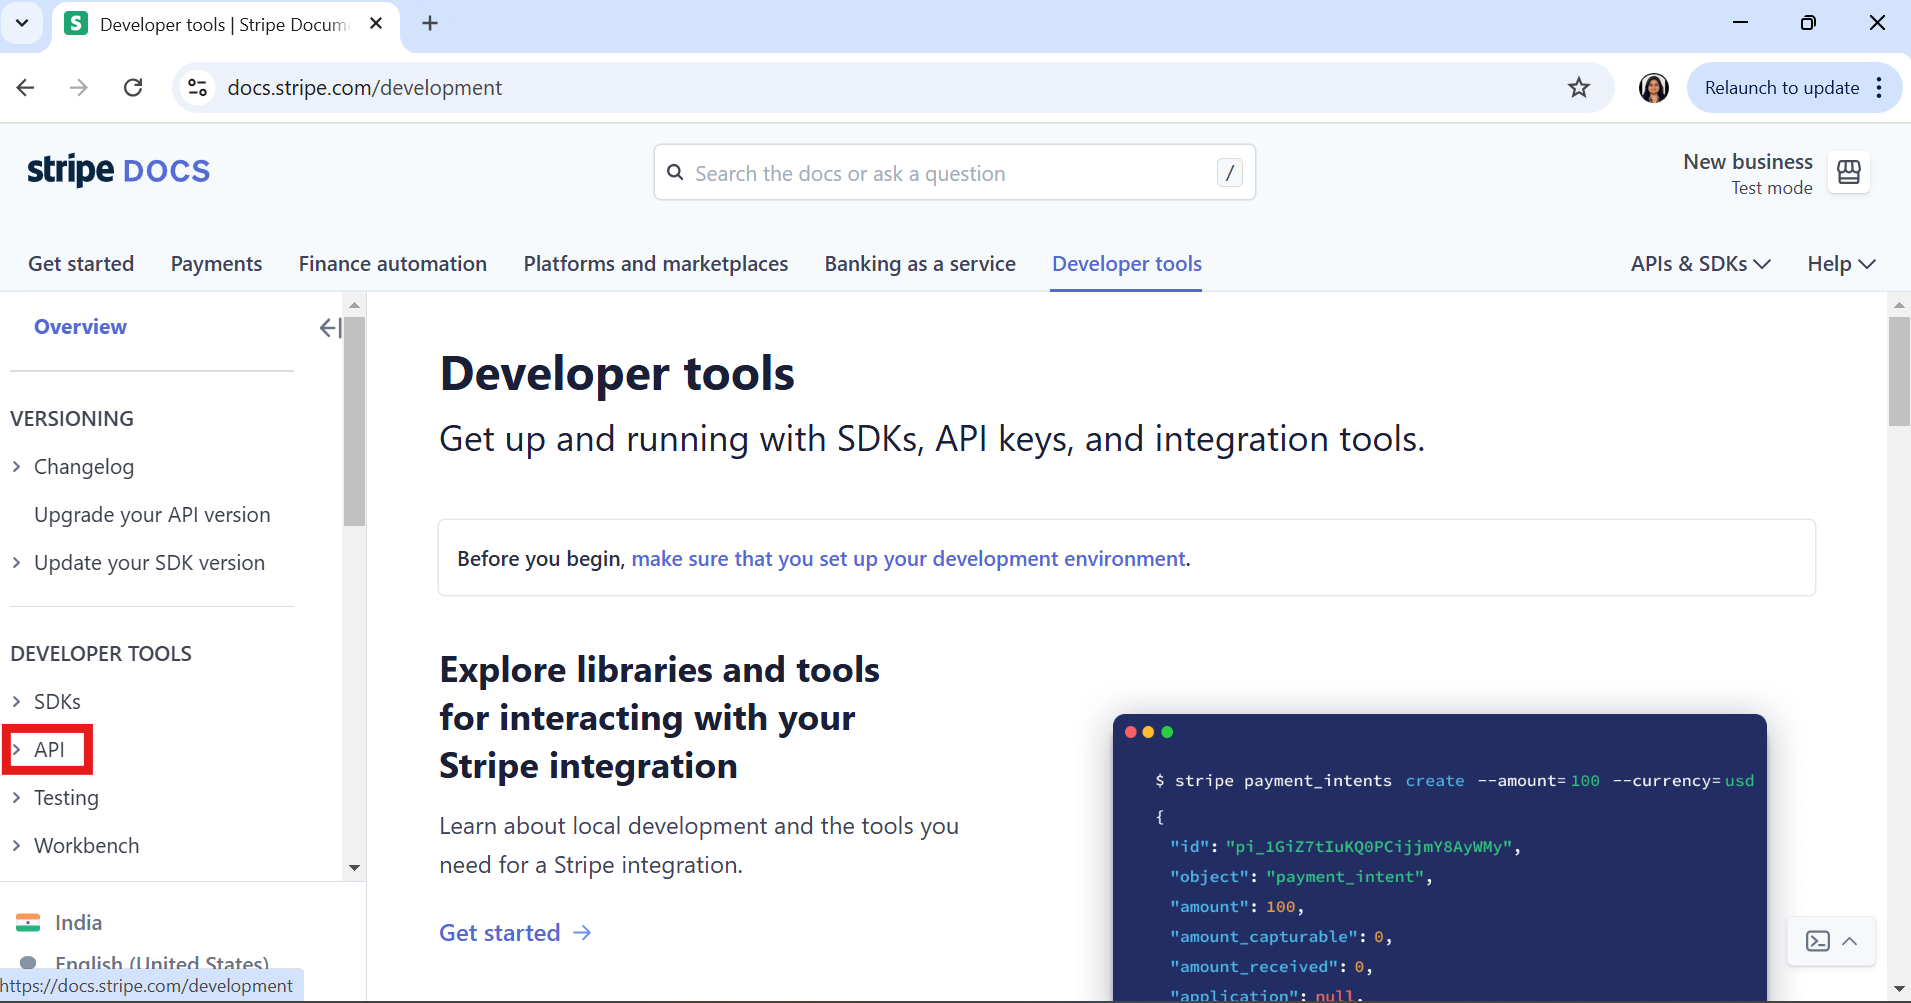 Developer tools | Stripe Docum
docs.stripe.com/development
Relaunch to update
stripe DOCS
Search the docs or ask a question
/
New business
Test mode
Get started
Payments
Finance automation
Platforms and marketplaces
Banking as a service
Developer tools
APIs & SDKs
Help
Overview
VERSIONING
Changelog
Upgrade your API version
Update your SDK version
DEVELOPER TOOLS
SDKs
API
Testing
Workbench
India
English (United States)
https://docs.stripe.com/development
Developer tools
Get up and running with SDKs, API keys, and integration tools.
Before you begin, make sure that you set up your development environment.
Explore libraries and tools
for interacting with your
Stripe integration
Learn about local development and the tools you
need for a Stripe integration.
Get started →
$ stripe payment_intents create --amount=100 --currency=usd
{
"id": "pi_1GiZ7tIuKQ0PCijjmY8AyWMy",
"object": "payment_intent",
"amount": 100,
"amount_capturable": 0,
"amount_received": 0,
"application": null,